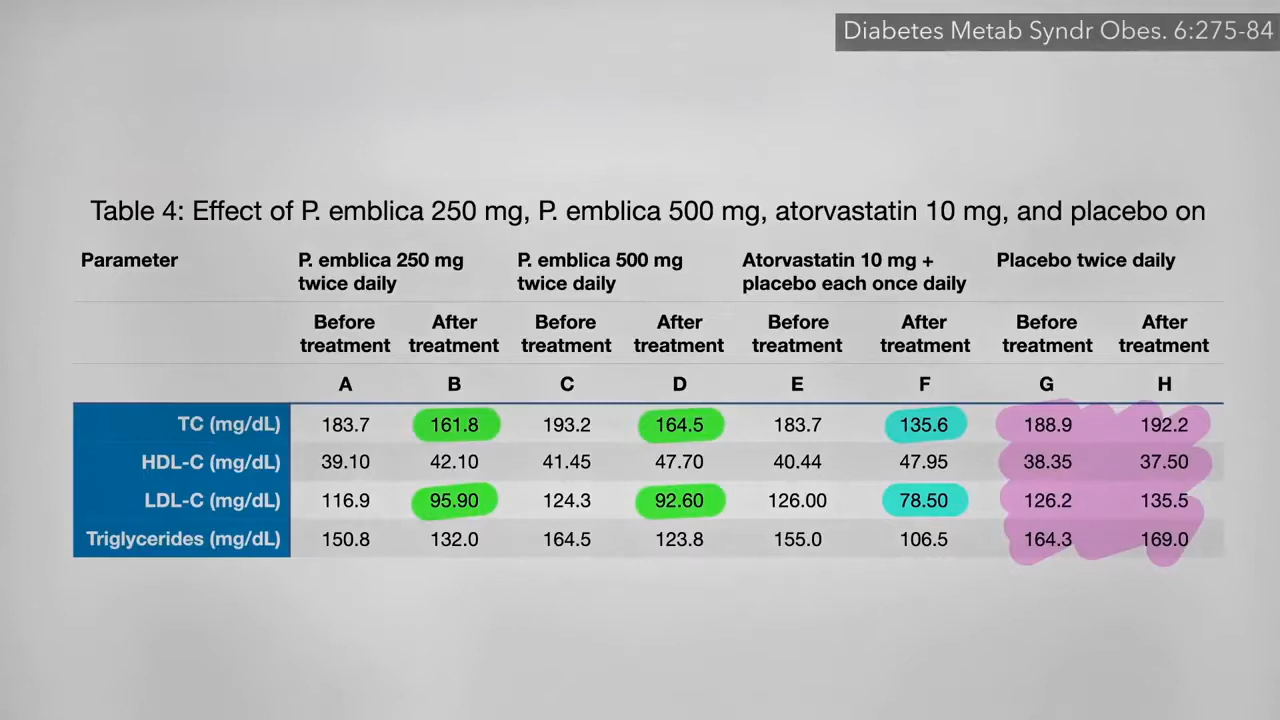 Diabetes Metab Syndr Obes. 6:275-84
Table 4: Effect of P. emblica 250 mg, P. emblica 500 mg, atorvastatin 10 mg, and placebo on
Parameter P. emblica 250 mg twice daily P. emblica 500 mg twice daily Atorvastatin 10 mg + placebo each once daily Placebo twice daily
Before treatment After treatment Before treatment After treatment Before treatment After treatment Before treatment After treatment
A B C D E F G H
TC (mg/dL) 183.7 161.8 193.2 164.5 183.7 135.6 188.9 192.2
HDL-C (mg/dL) 39.10 42.10 41.45 47.70 40.44 47.95 38.35 37.50
LDL-C (mg/dL) 116.9 95.90 124.3 92.60 126.00 78.50 126.2 135.5
Triglycerides (mg/dL) 150.8 132.0 164.5 123.8 155.0 106.5 164.3 169.0